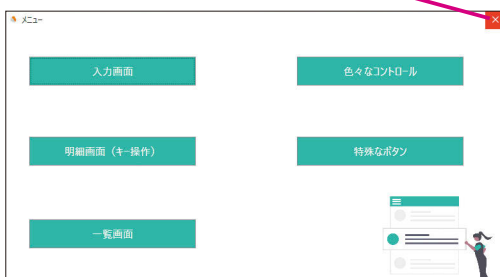 メニュー
入力画面
色々なコントロール
明細画面（キー操作）
特殊なボタン
一覧画面